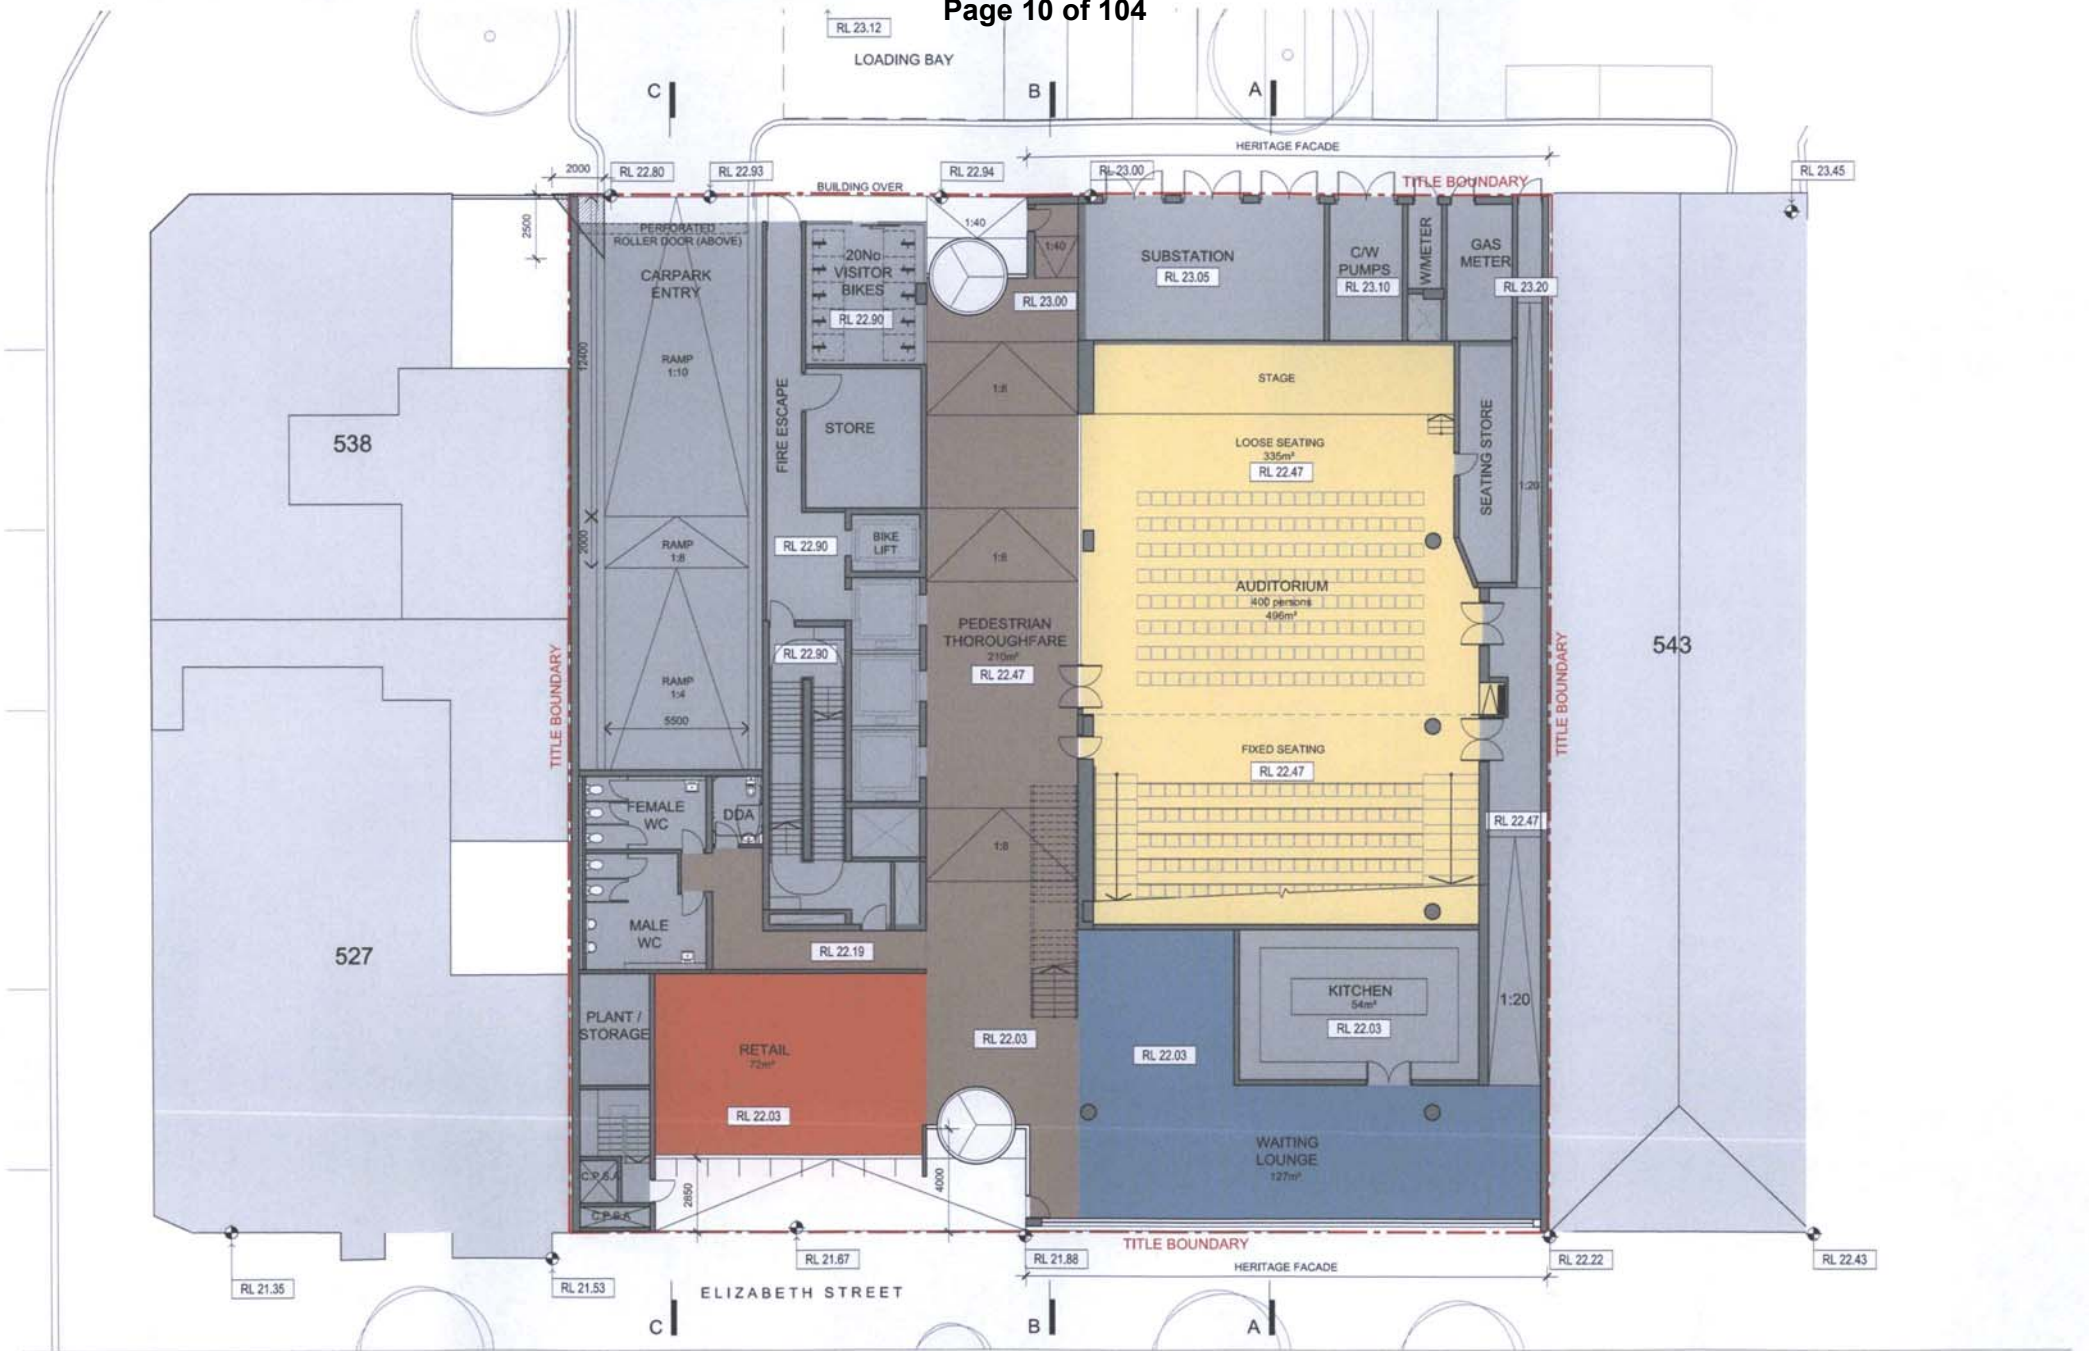 Page 10 of 104
RL 23.12
LOADING BAY
C
B
A
HERITAGE FACADE
2000
RL 22.80
RL 22.93
BUILDING OVER
RL 22.94
RL 23.00
TITLE BOUNDARY
RL 23.45
2500
PERFORATED
ROLLER DOOR (ABOVE)
CARPARK
ENTRY
20No
VISITOR
BIKES
RL 22.90
1:40
1:40
RL 23.00
SUBSTATION
RL 23.05
C/W
PUMPS
RL 23.10
W/METER
GAS
METER
RL 23.20
12400
RAMP
1:10
FIRE ESCAPE
STORE
1:8
STAGE
538
LOOSE SEATING
335m²
RL 22.47
SEATING STORE
1:20
2000
RAMP
1:8
RL 22.90
BIKE
LIFT
1:8
AUDITORIUM
400 persons
496m²
PEDESTRIAN
THOROUGHFARE
210m²
RL 22.47
RL 22.90
543
TITLE BOUNDARY
TITLE BOUNDARY
RAMP
1:4
5500
FIXED SEATING
RL 22.47
FEMALE
WC
DDA
RL 22.47
1:8
MALE
WC
RL 22.19
527
PLANT /
STORAGE
RETAIL
72m²
RL 22.03
RL 22.03
RL 22.03
KITCHEN
54m²
RL 22.03
1:20
WAITING
LOUNGE
127m²
C.P.S.A
C.P.S.A
2850
4000
TITLE BOUNDARY
RL 21.35
RL 21.53
RL 21.67
RL 21.88
HERITAGE FACADE
RL 22.22
RL 22.43
ELIZABETH STREET
C
B
A